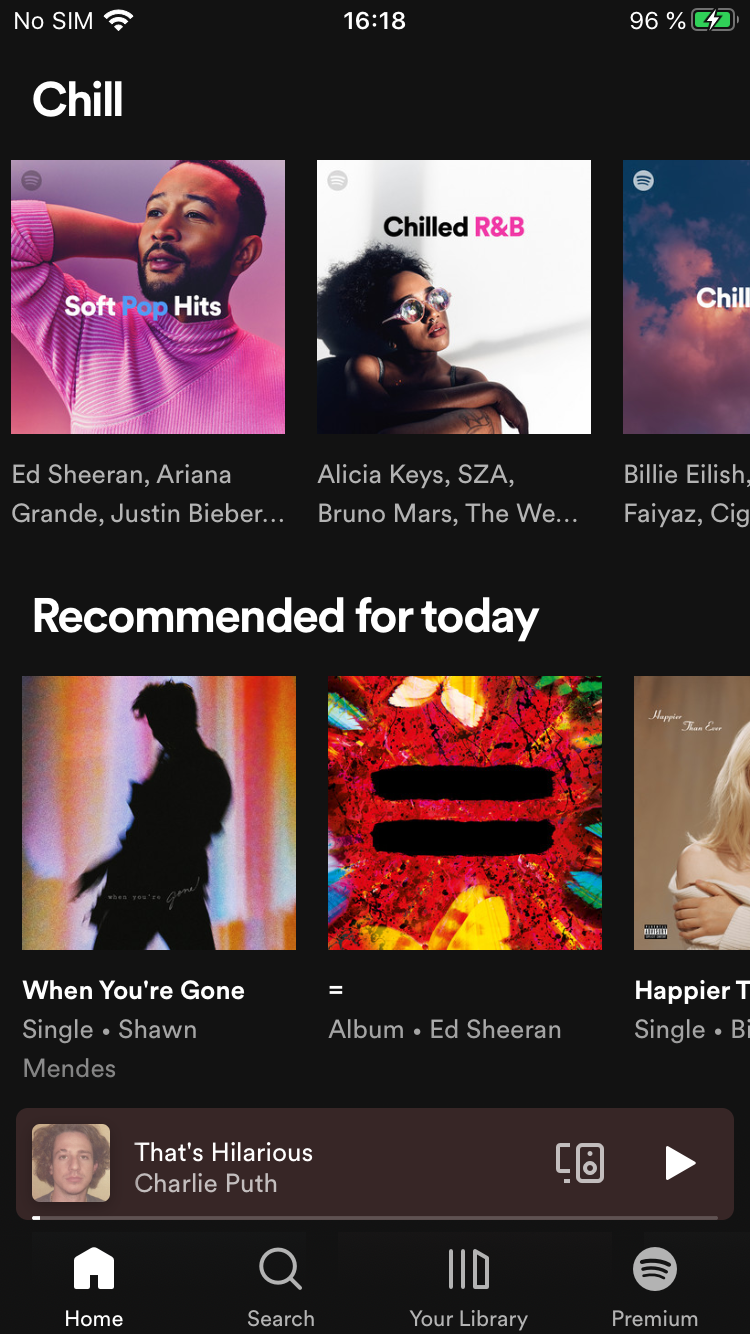 No SIM
16:18
96 %
Chill
Soft Pop Hits
Chilled R&B
Chill
Ed Sheeran, Ariana
Grande, Justin Bieber...
Alicia Keys, SZA,
Bruno Mars, The We...
Billie Eilish,
Faiyaz, Cig
Recommended for today
when you're gone
Happier
Than Ever
When You're Gone
Single • Shawn
Mendes
=
Album • Ed Sheeran
Happier T
Single • Bi
That's Hilarious
Charlie Puth
Home
Search
Your Library
Premium